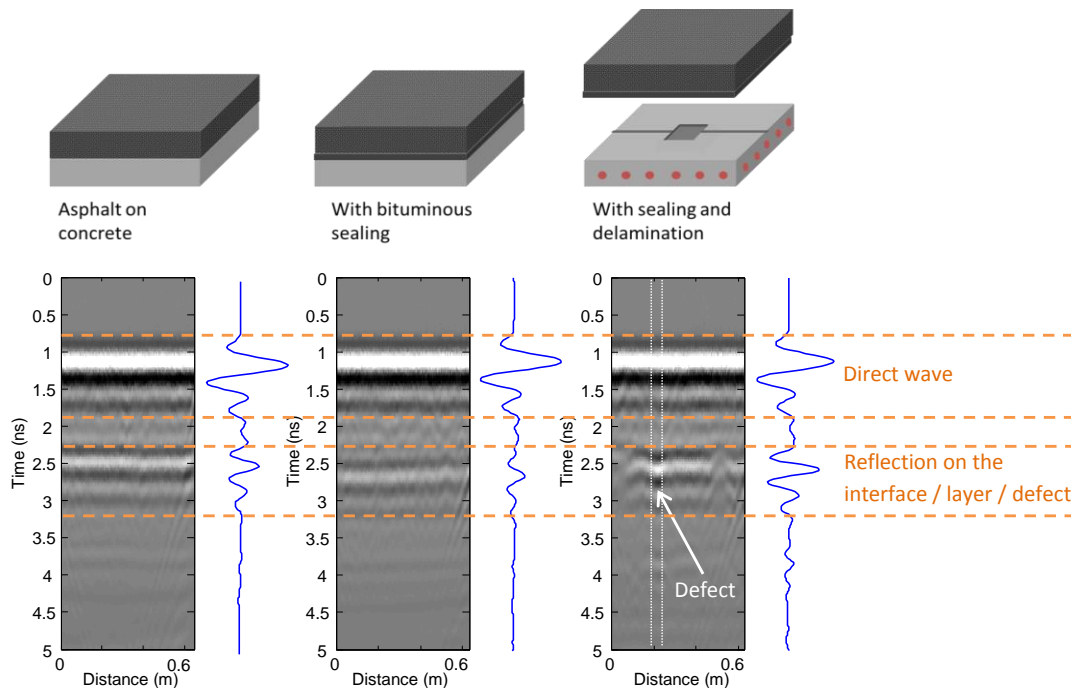 Asphalt on
concrete
With bituminous
sealing
With sealing and
delamination
0
0.5
1
1.5
2
2.5
3
3.5
4
4.5
5
Time (ns)
0
0.6
Distance (m)
0
0.5
1
1.5
2
2.5
3
3.5
4
4.5
5
Time (ns)
0
0.6
Distance (m)
0
0.5
1
1.5
2
2.5
3
3.5
4
4.5
5
Time (ns)
0
0.6
Distance (m)
Defect
Direct wave
Reflection on the
interface / layer / defect